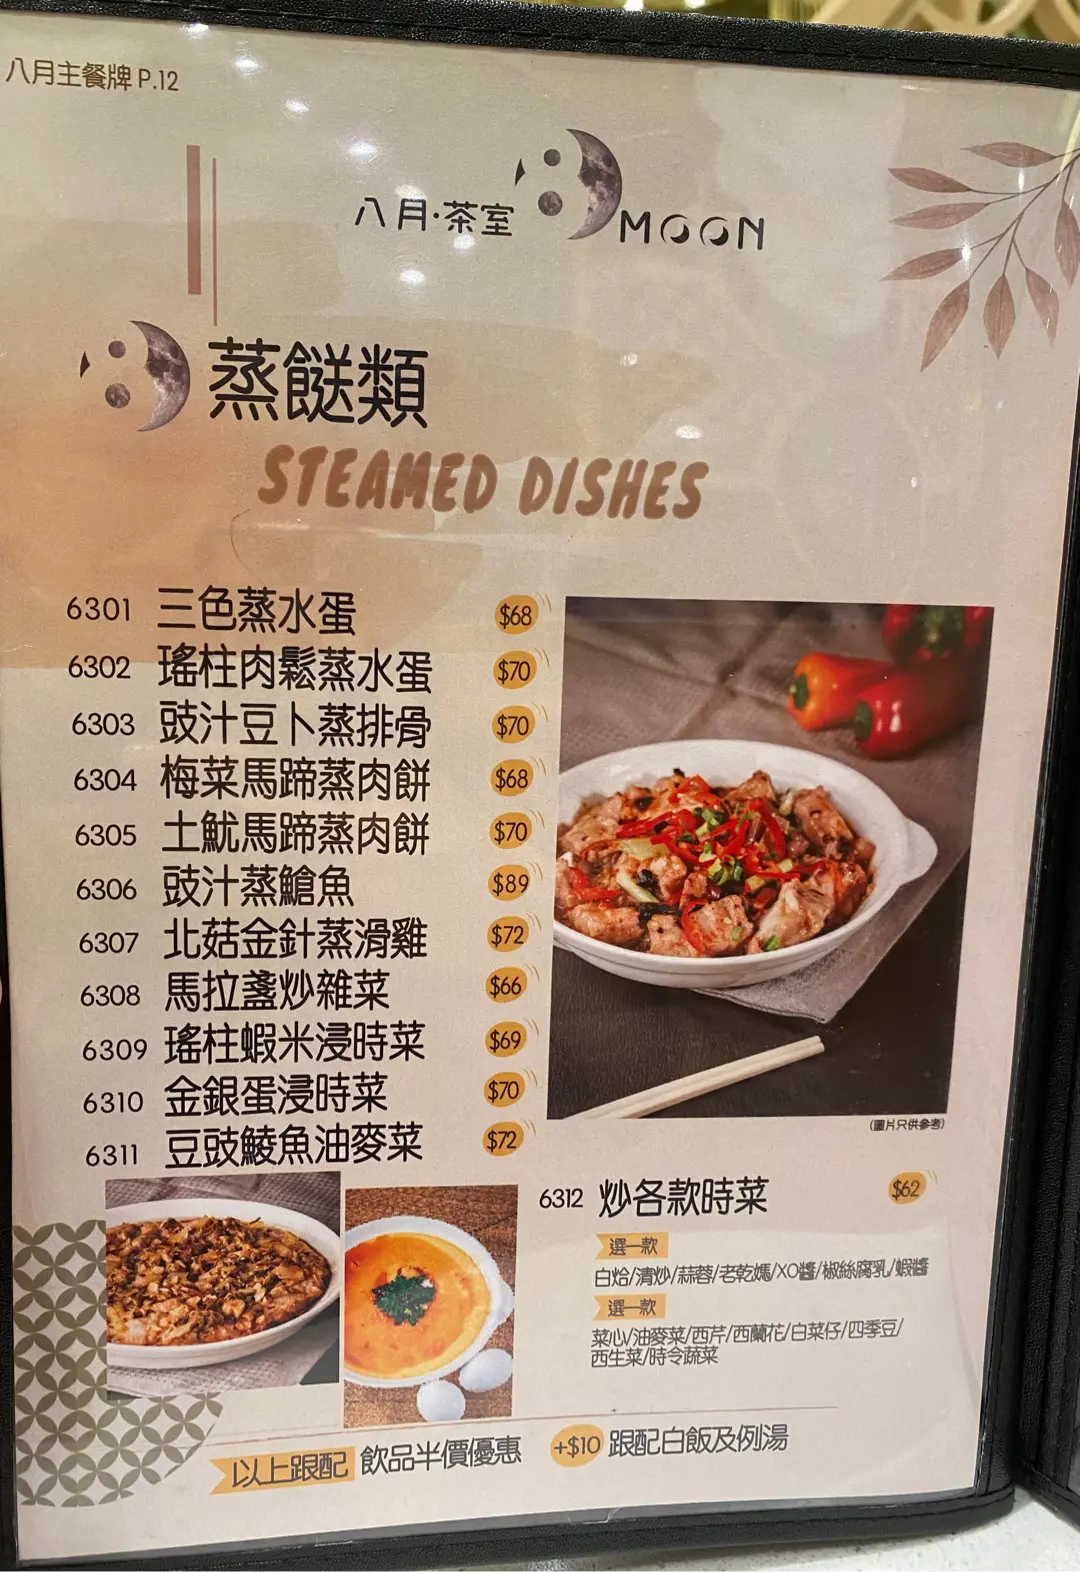 八月主餐牌 P.12
八月·茶室 8 MOON
蒸餸類
STEAMED DISHES
6301 三色蒸水蛋 $68
6302 瑤柱肉鬆蒸水蛋 $70
6303 豉汁豆卜蒸排骨 $70
6304 梅菜馬蹄蒸肉餅 $68
6305 土魷馬蹄蒸肉餅 $70
6306 豉汁蒸鯧魚 $89
6307 北菇金針蒸滑雞 $72
6308 馬拉盞炒雜菜 $66
6309 瑤柱蝦米浸時菜 $69
6310 金銀蛋浸時菜 $70
6311 豆豉鯪魚油麥菜 $72
(圖片只供參考)
6312 炒各款時菜 $62
選一款
白烚/清炒/蒜蓉/老乾媽/XO醬/椒絲腐乳/蝦醬
選一款
菜心/油麥菜/西芹/西蘭花/白菜仔/四季豆/
西生菜/時令蔬菜
以上跟配 飲品半價優惠 +$10 跟配白飯及例湯